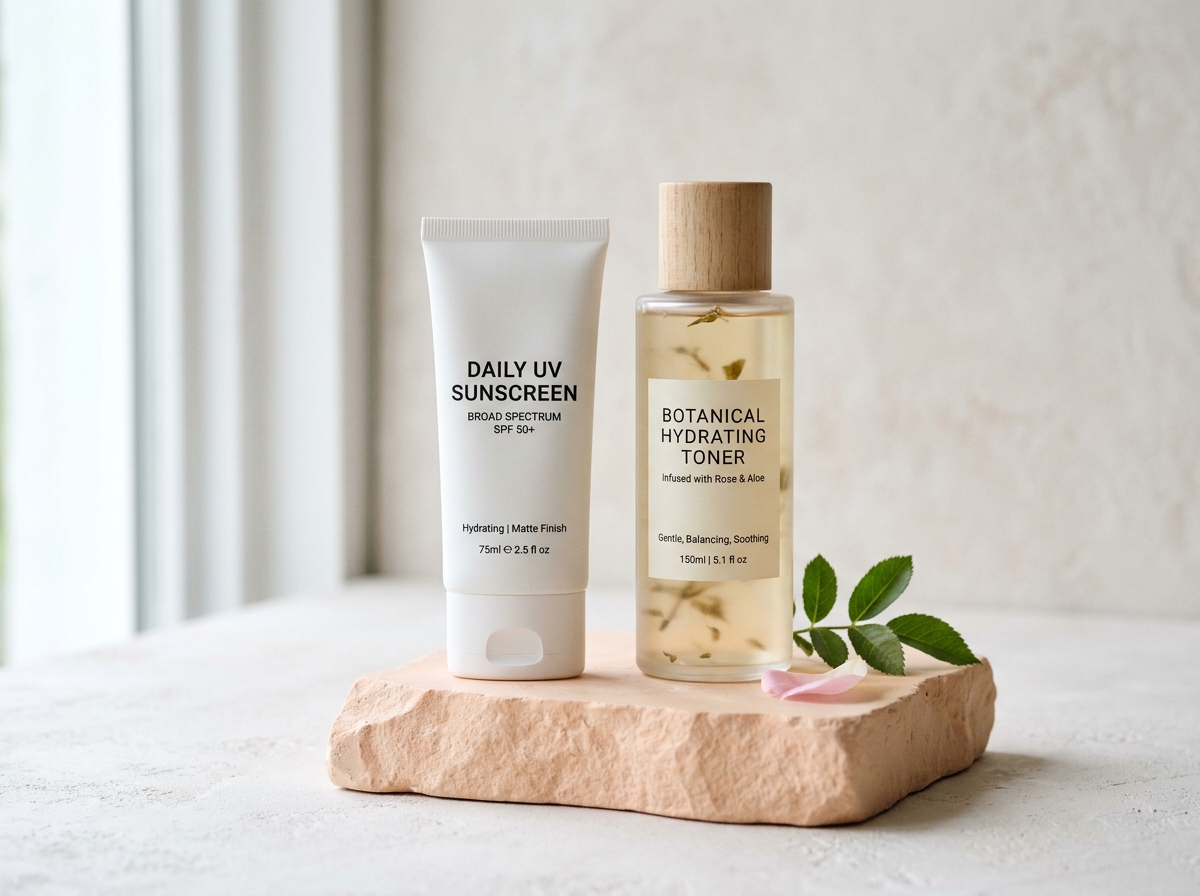 DAILY UV
SUNSCREEN
BROAD SPECTRUM
SPF 50+
Hydrating | Matte Finish
75ml ℮ 2.5 fl oz
BOTANICAL
HYDRATING
TONER
Infused with Rose & Aloe
Gentle, Balancing, Soothing
150ml | 5.1 fl oz